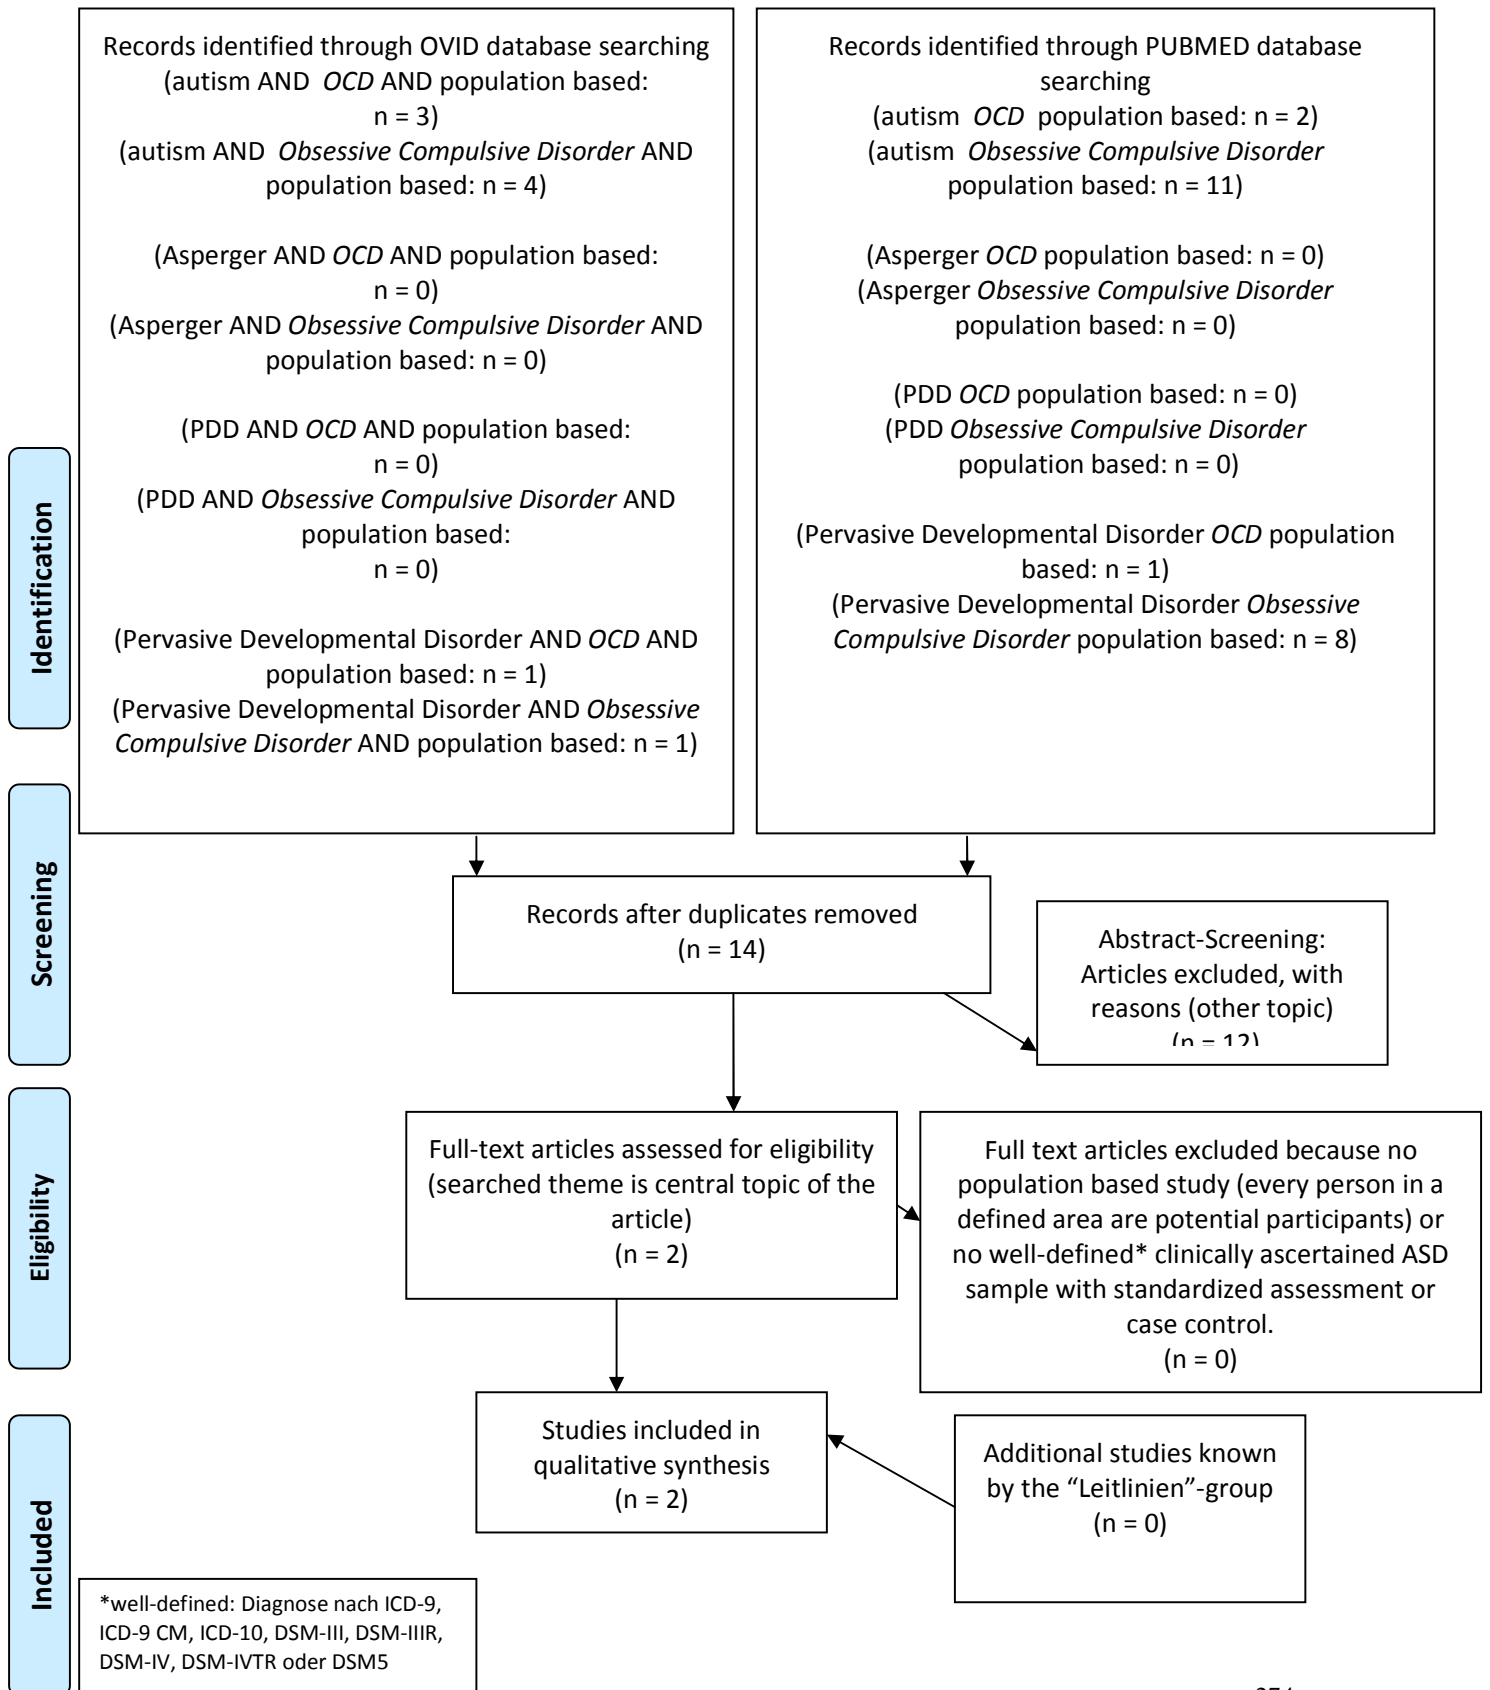 Records identified through OVID database searching
(autism AND OCD AND population based:
n = 3)
(autism AND Obsessive Compulsive Disorder AND
population based: n = 4)
(Asperger AND OCD AND population based:
n = 0)
(Asperger AND Obsessive Compulsive Disorder AND
population based: n = 0)
(PDD AND OCD AND population based:
n = 0)
(PDD AND Obsessive Compulsive Disorder AND
population based:
n = 0)
(Pervasive Developmental Disorder AND OCD AND
population based: n = 1)
(Pervasive Developmental Disorder AND Obsessive
Compulsive Disorder AND population based: n = 1)
Records identified through PUBMED database
searching
(autism OCD population based: n = 2)
(autism Obsessive Compulsive Disorder
population based: n = 11)
(Asperger OCD population based: n = 0)
(Asperger Obsessive Compulsive Disorder
population based: n = 0)
(PDD OCD population based: n = 0)
(PDD Obsessive Compulsive Disorder
population based: n = 0)
(Pervasive Developmental Disorder OCD population
based: n = 1)
(Pervasive Developmental Disorder Obsessive
Compulsive Disorder population based: n = 8)
Identification
Screening
Records after duplicates removed
(n = 14)
Abstract-Screening:
Articles excluded, with
reasons (other topic)
(n = 12)
Eligibility
Full-text articles assessed for eligibility
(searched theme is central topic of the
article)
(n = 2)
Full text articles excluded because no
population based study (every person in a
defined area are potential participants) or
no well-defined* clinically ascertained ASD
sample with standardized assessment or
case control.
(n = 0)
Included
Studies included in
qualitative synthesis
(n = 2)
Additional studies known
by the “Leitlinien”-group
(n = 0)
*well-defined: Diagnose nach ICD-9,
ICD-9 CM, ICD-10, DSM-III, DSM-IIIR,
DSM-IV, DSM-IVTR oder DSM5